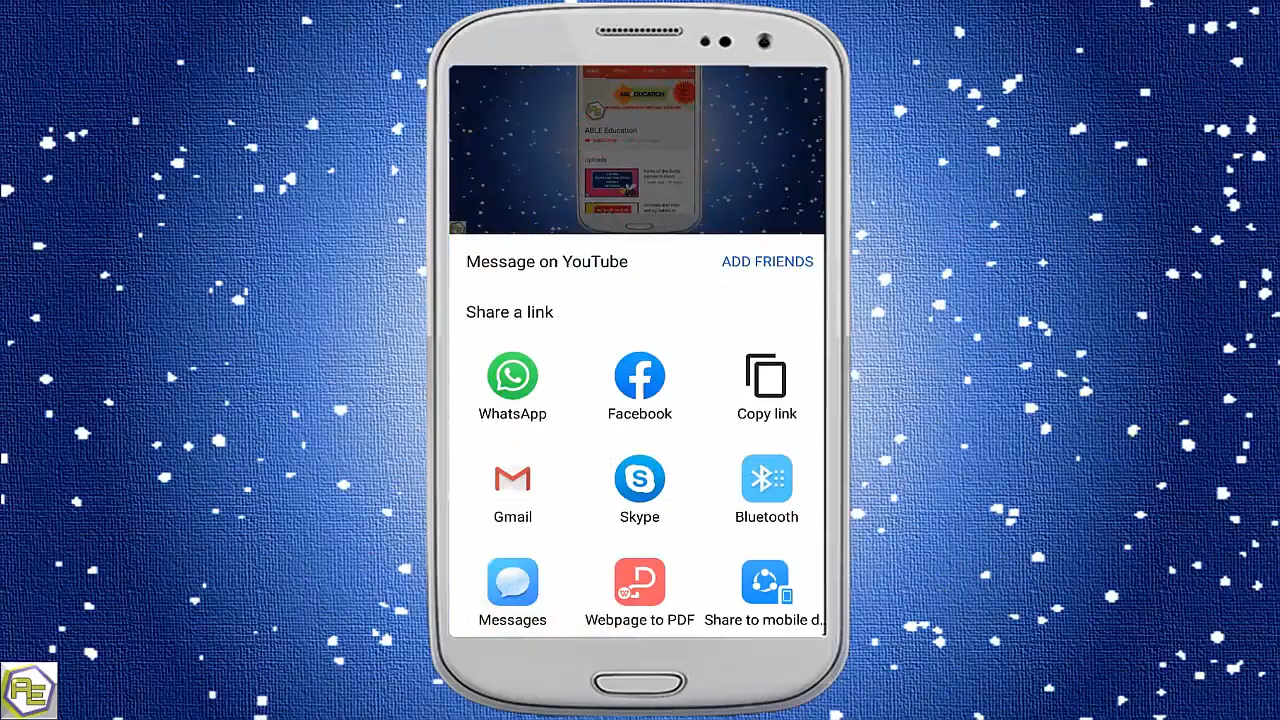 ABLE EDUCATION
ABLE Education
Uploads
Message on YouTube
ADD FRIENDS
Share a link
WhatsApp
Facebook
Copy link
Gmail
Skype
Bluetooth
Messages
Webpage to PDF
Share to mobile d..
AE